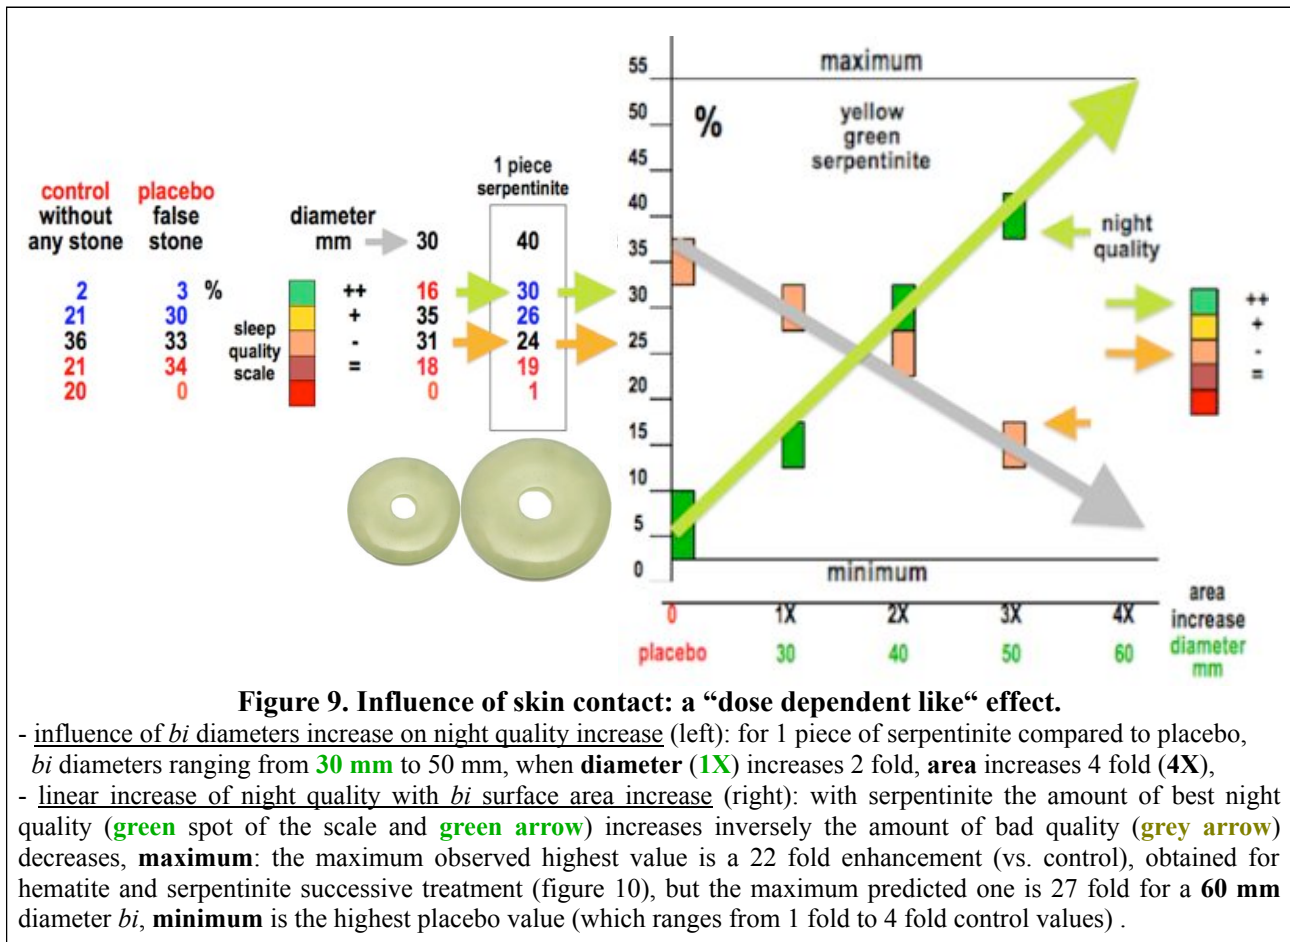 control placebo
without false
any stone stone
diameter
mm 30
1 piece
serpentinite
40
2 3 % ++ 16 30
21 30 + 35 26
36 33 - 31 24
21 34 = 18 19
20 0 0 1
sleep
quality
scale
55
50
45
40
35
30
25
20
15
10
5
0
%
maximum
yellow
green
serpentinite
night
quality
++
+
-
=
minimum
0 1X 2X 3X 4X
area
increase
placebo 30 40 50 60
diameter
mm
Figure 9. Influence of skin contact: a “dose dependent like“ effect.
- influence of bi diameters increase on night quality increase (left): for 1 piece of serpentinite compared to placebo,
bi diameters ranging from 30 mm to 50 mm, when diameter (1X) increases 2 fold, area increases 4 fold (4X),
- linear increase of night quality with bi surface area increase (right): with serpentinite the amount of best night
quality (green spot of the scale and green arrow) increases inversely the amount of bad quality (grey arrow)
decreases, maximum: the maximum observed highest value is a 22 fold enhancement (vs. control), obtained for
hematite and serpentinite successive treatment (figure 10), but the maximum predicted one is 27 fold for a 60 mm
diameter bi, minimum is the highest placebo value (which ranges from 1 fold to 4 fold control values) .